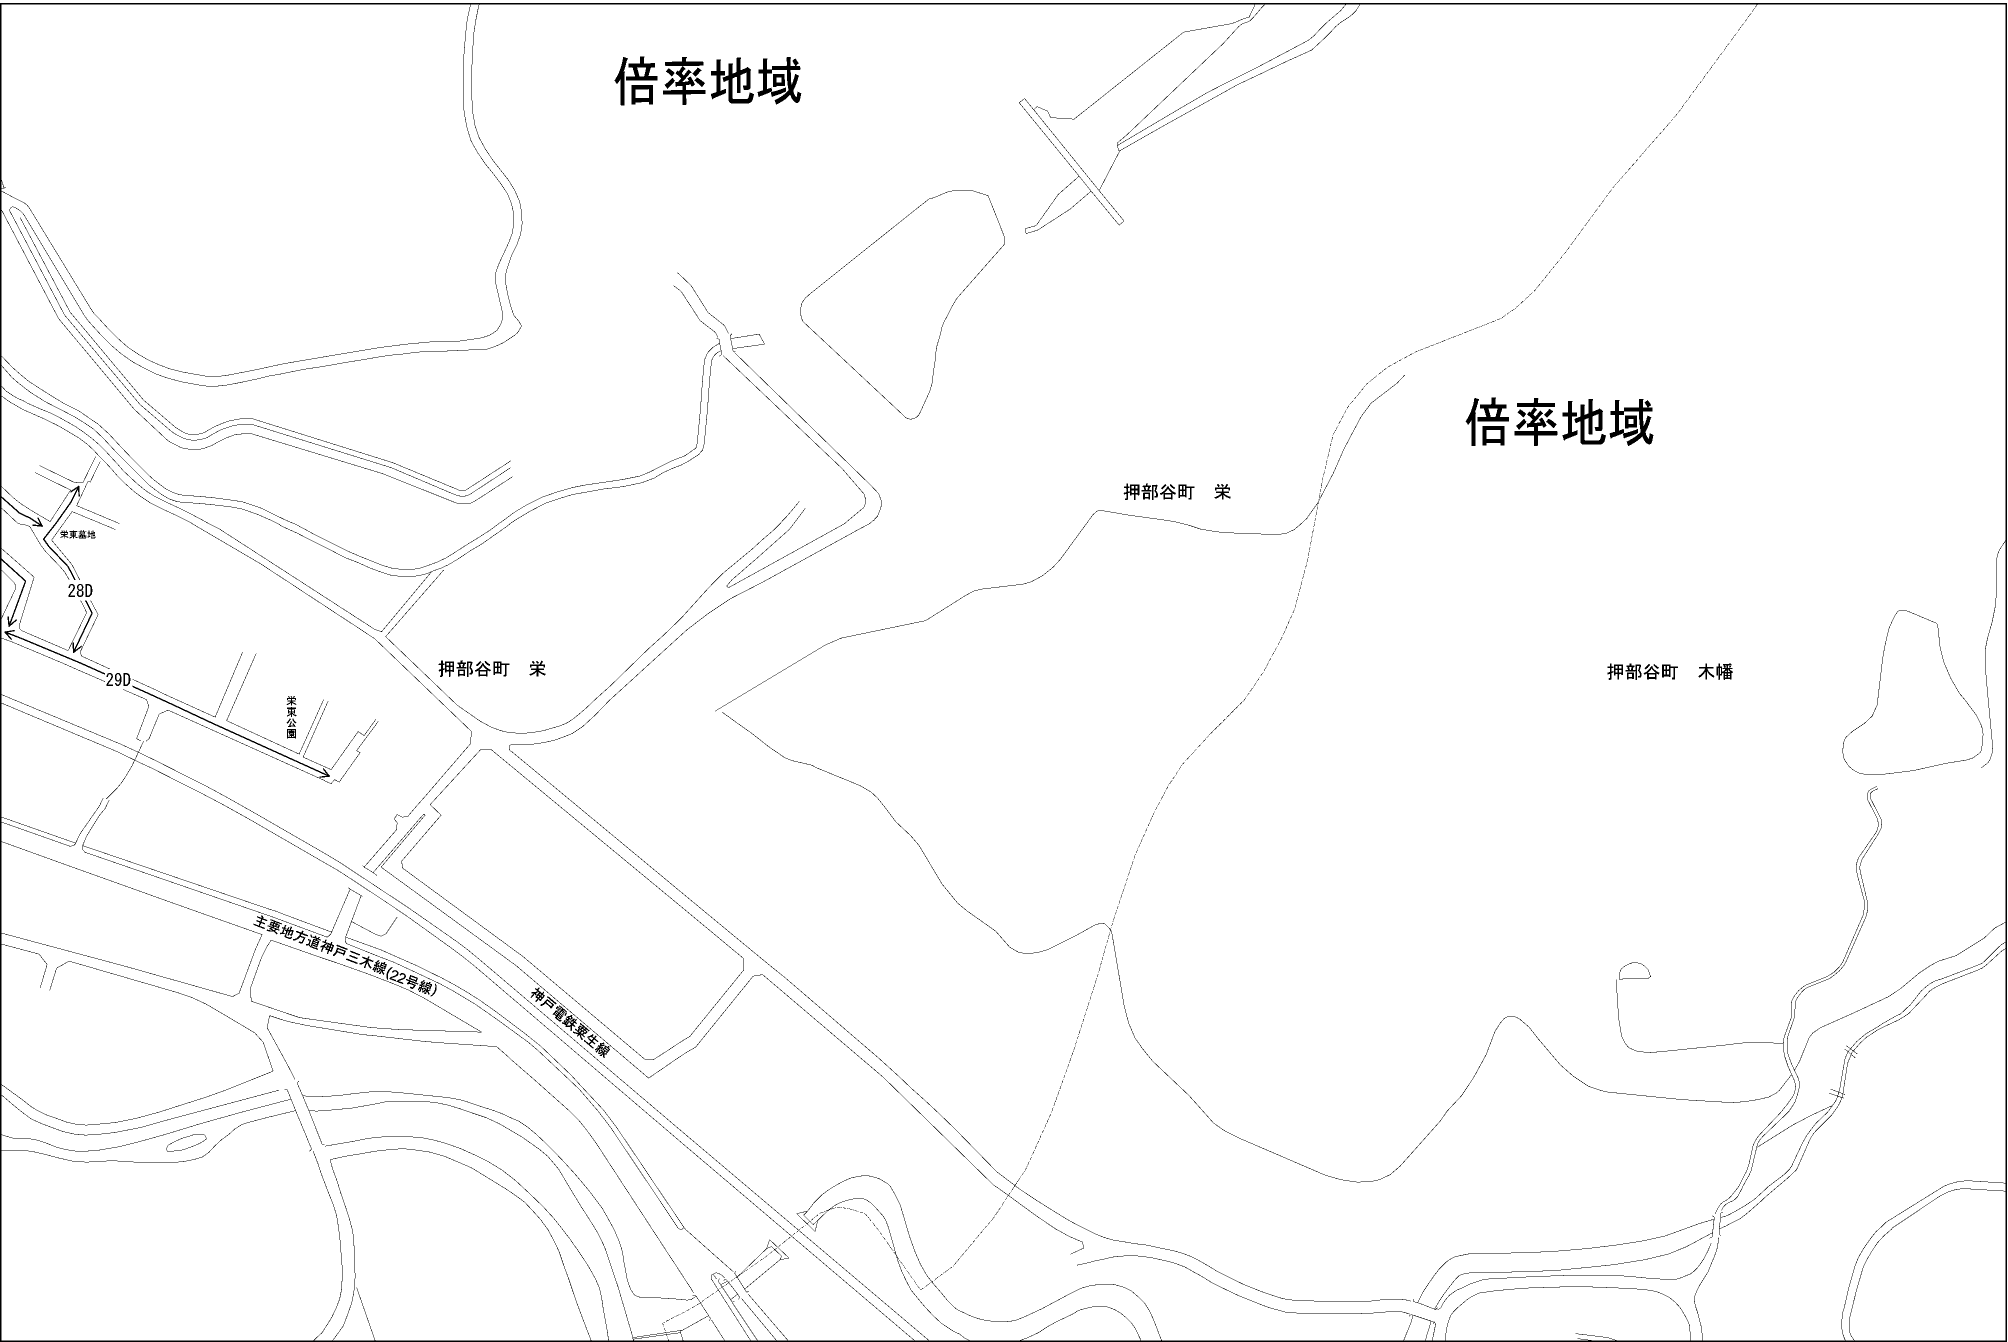 倍率地域
倍率地域
押部谷町　栄
栄東墓地
28D
押部谷町　栄
押部谷町　木幡
29D
栄東公園
主要地方道神戸三木線(22号線)
神戸電鉄粟生線